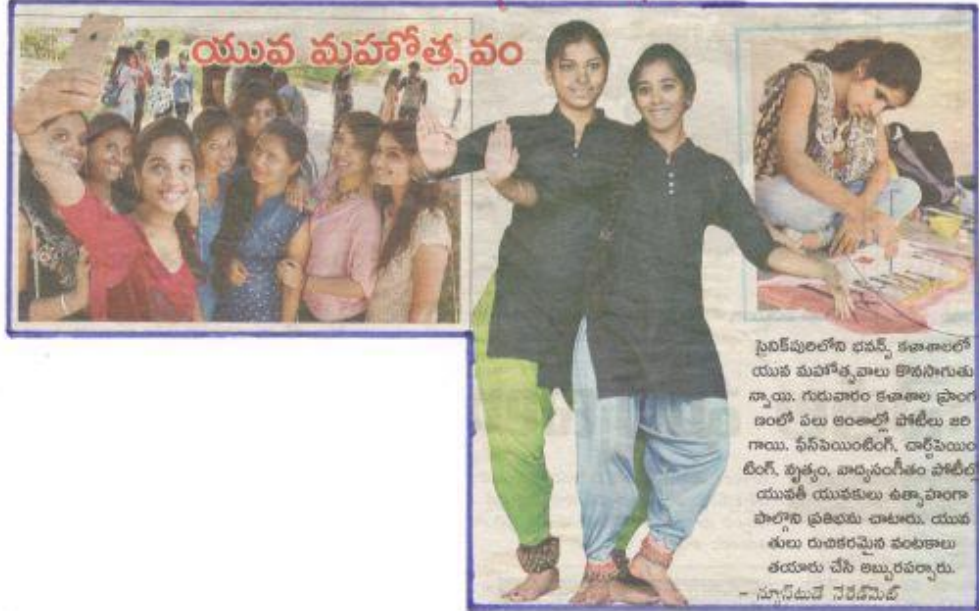 యువ మహోత్సవం
సైనిక్‌పురిలోని భవన్స్ కళాశాలలో
యువ మహోత్సవాలు కొనసాగుతు
న్నాయి. గురువారం కళాశాల ప్రాంగ
ణంలో పలు అంశాల్లో పోటీలు జరి
గాయి. ఫేస్‌పెయింటింగ్, చార్ట్‌పెయిం
టింగ్, నృత్యం, వాద్యసంగీతం పోటీల్లో
యువతీ యువకులు ఉత్సాహంగా
పాల్గొని ప్రతిభను చాటారు. యువ
తులు రుచికరమైన వంటకాలు
తయారు చేసి అబ్బురపర్చారు.
- న్యూస్‌టుడే నేరేడ్‌మెట్